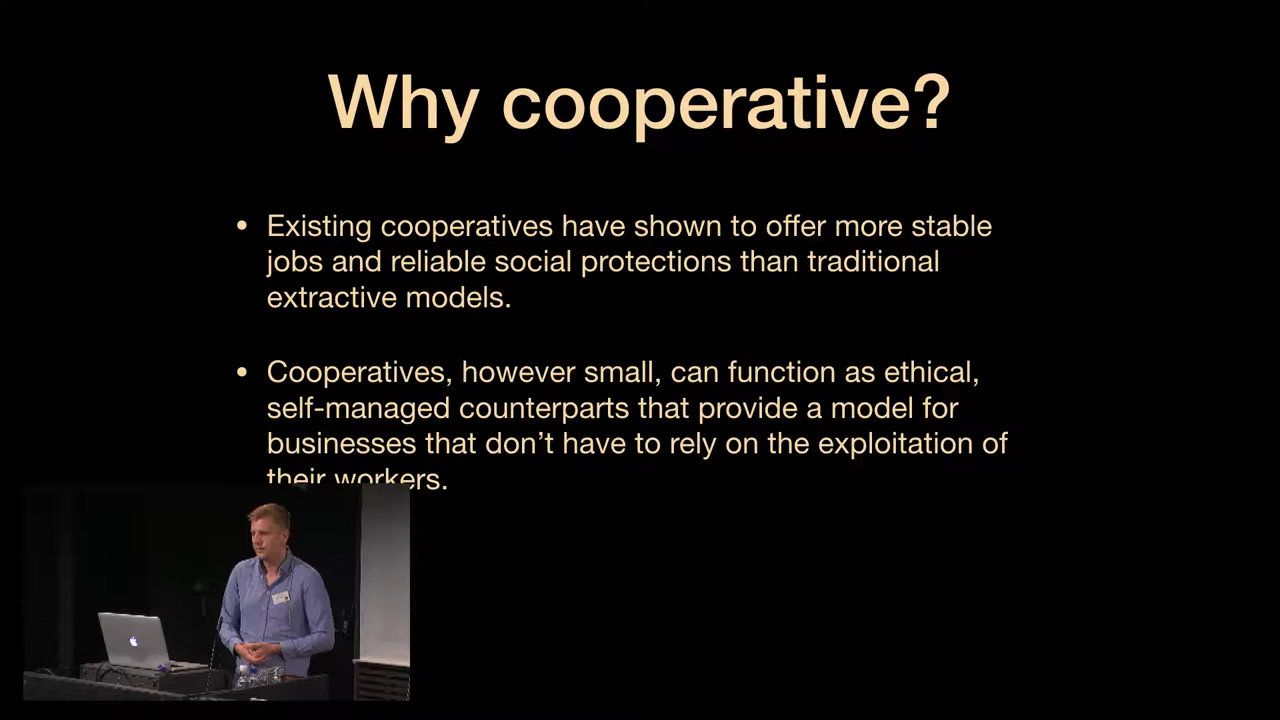 Why cooperative?
• Existing cooperatives have shown to offer more stable
jobs and reliable social protections than traditional
extractive models.
• Cooperatives, however small, can function as ethical,
self-managed counterparts that provide a model for
businesses that don’t have to rely on the exploitation of
their workers.